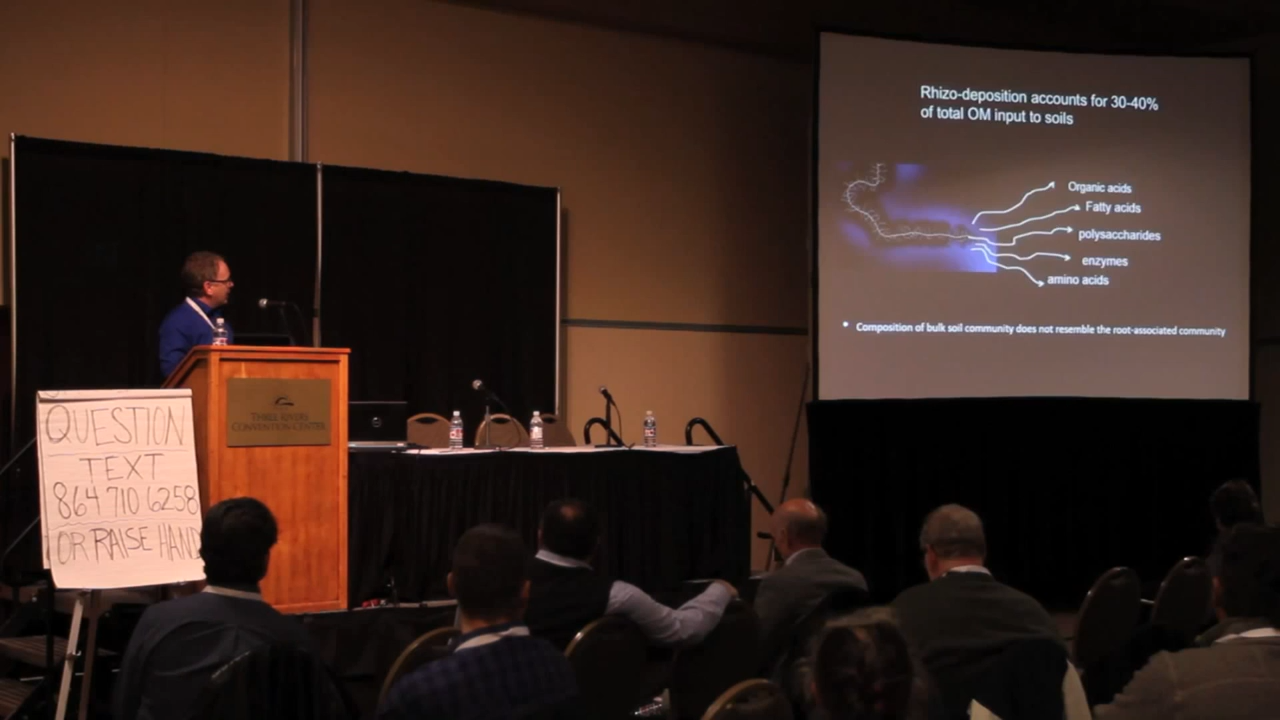 QUESTION
TEXT
864 710 6258
OR RAISE HAND
THREE RIVERS
CONVENTION CENTER
Rhizo-deposition accounts for 30-40%
of total OM input to soils
Organic acids
Fatty acids
polysaccharides
enzymes
amino acids
• Composition of bulk soil community does not resemble the root-associated community